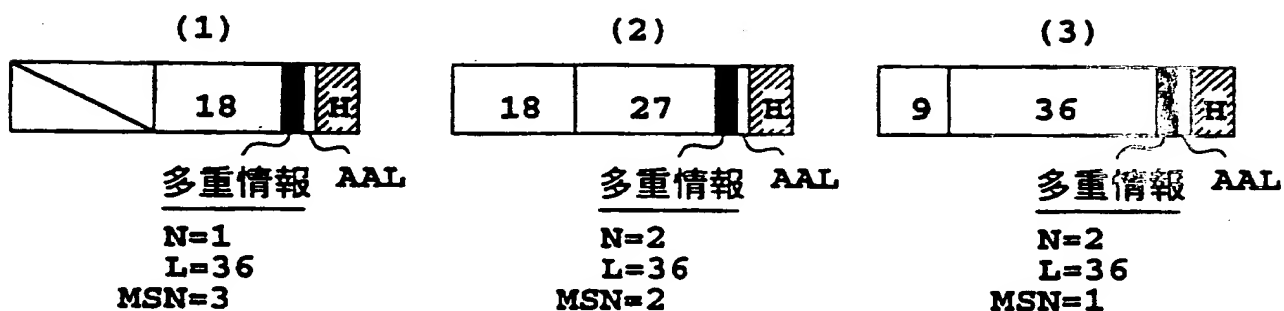 (1)
(2)
(3)
18
H
18
27
H
9
36
H
多重情報
AAL
多重情報
AAL
多重情報
AAL
N=1
L=36
MSN=3
N=2
L=36
MSN=2
N=2
L=36
MSN=1